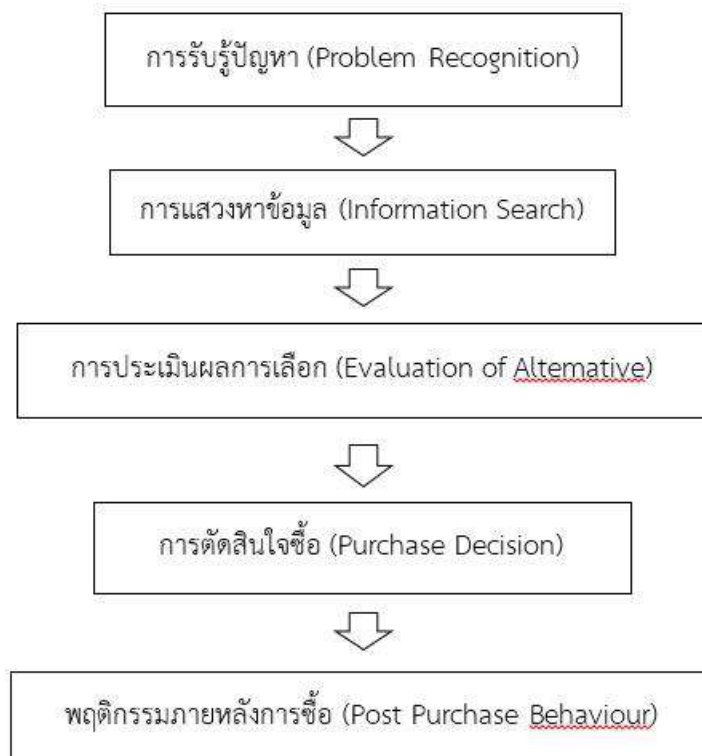 การรับรู้ปัญหา (Problem Recognition)
การแสวงหาข้อมูล (Information Search)
การประเมินผลการเลือก (Evaluation of Altemative)
การตัดสินใจซื้อ (Purchase Decision)
พฤติกรรมภายหลังการซื้อ (Post Purchase Behaviour)